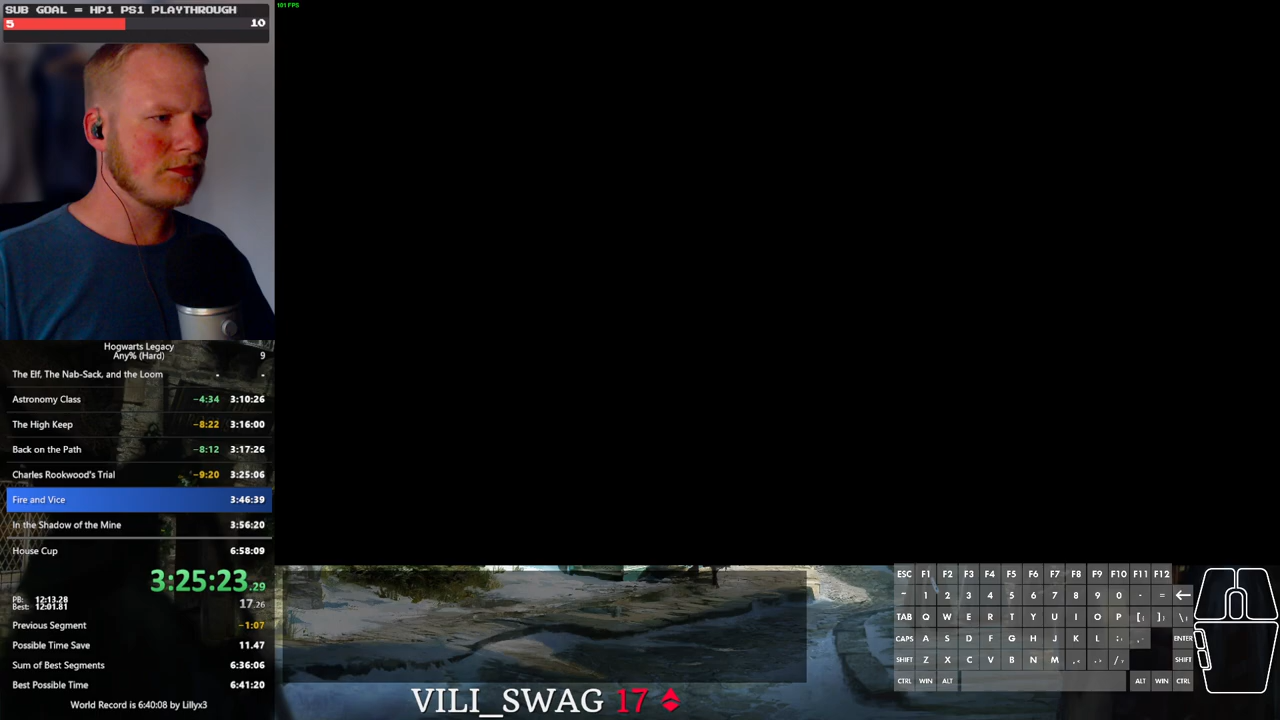 SUB GOAL = HP1 PS1 PLAYTHROUGH
5 10
101 FPS
Hogwarts Legacy
Any% (Hard) 9
The Elf, The Nab-Sack, and the Loom - -
Astronomy Class −4:34 3:10:26
The High Keep −8:22 3:16:00
Back on the Path −8:12 3:17:26
Charles Rookwood's Trial −9:20 3:25:06
Fire and Vice 3:46:39
In the Shadow of the Mine 3:56:20
House Cup 6:58:09
3:25:23.29
PB: 12:13.28
Best: 12:01.81
17.26
Previous Segment −1:07
Possible Time Save 11.47
Sum of Best Segments 6:36:06
Best Possible Time 6:41:20
World Record is 6:40:08 by Lillyx3
VILI_SWAG 17
ESC F1 F2 F3 F4 F5 F6 F7 F8 F9 F10 F11 F12
~ 1 2 3 4 5 6 7 8 9 0 - = ←
TAB Q W E R T Y U I O P [{ ]} \|
CAPS A S D F G H J K L ;: ENTER
SHIFT Z X C V B N M ,< .> /? SHIFT
CTRL WIN ALT ALT WIN CTRL